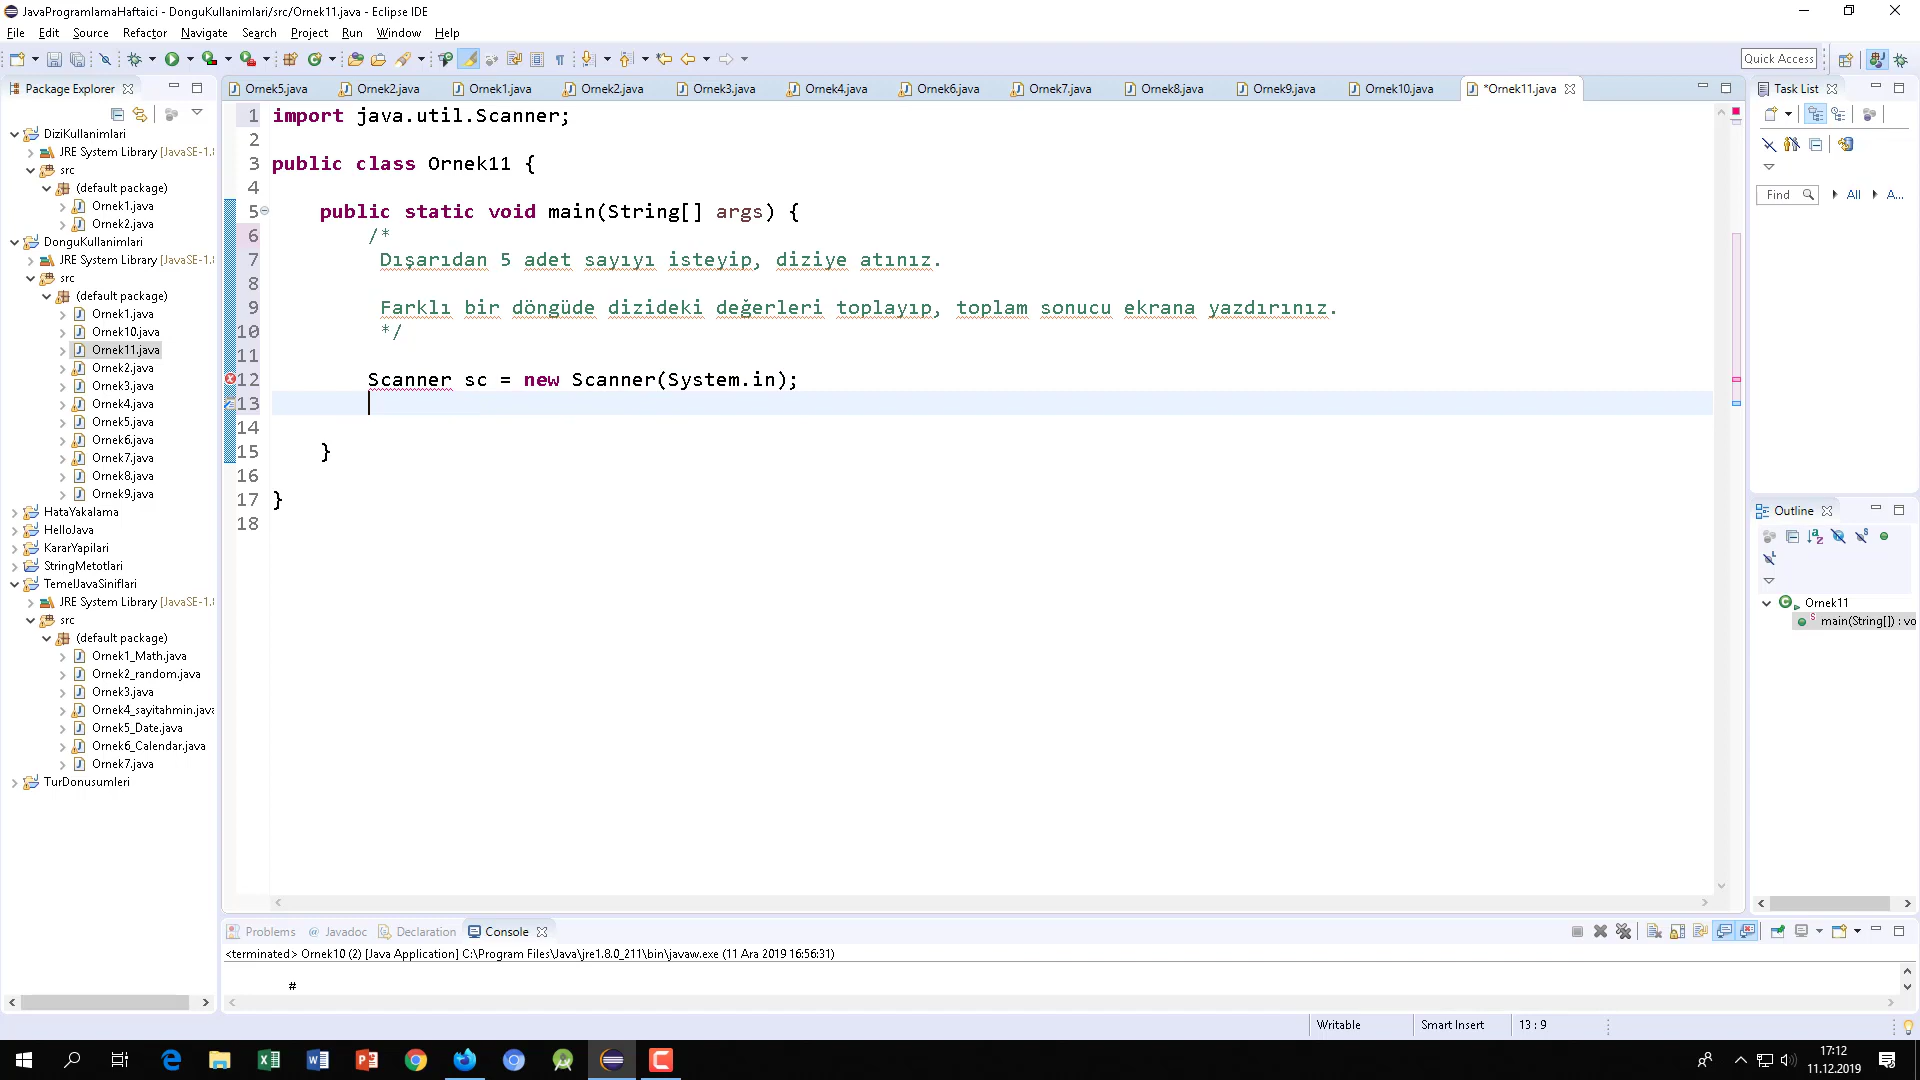 JavaProgramlamaHaftaici - DonguKullanimlari/src/Ornek11.java - Eclipse IDE
File Edit Source Refactor Navigate Search Project Run Window Help
Quick Access
Package Explorer
Ornek5.java Ornek2.java Ornek1.java Ornek2.java Ornek3.java Ornek4.java Ornek6.java Ornek7.java Ornek8.java Ornek9.java Ornek10.java *Ornek11.java
Task List
DiziKullanimlari
JRE System Library [JavaSE-1.8
src
(default package)
Ornek1.java
Ornek2.java
DonguKullanimlari
JRE System Library [JavaSE-1.8
src
(default package)
Ornek1.java
Ornek10.java
Ornek11.java
Ornek2.java
Ornek3.java
Ornek4.java
Ornek5.java
Ornek6.java
Ornek7.java
Ornek8.java
Ornek9.java
HataYakalama
HelloJava
KararYapilari
StringMetotlari
TemelJavaSiniflari
JRE System Library [JavaSE-1.8
src
(default package)
Ornek1_Math.java
Ornek2_random.java
Ornek3.java
Ornek4_sayitahmin.java
Ornek5_Date.java
Ornek6_Calendar.java
Ornek7.java
TurDonusumleri
1 import java.util.Scanner;
2
3 public class Ornek11 {
4
5 public static void main(String[] args) {
6 /*
7 Dışarıdan 5 adet sayıyı isteyip, diziye atınız.
8
9 Farklı bir döngüde dizideki değerleri toplayıp, toplam sonucu ekrana yazdırınız.
10 */
11
12 Scanner sc = new Scanner(System.in);
13
14
15 }
16
17 }
18
Find All A...
Outline
Ornek11
main(String[]) : vo
Problems Javadoc Declaration Console
<terminated> Ornek10 (2) [Java Application] C:\Program Files\Java\jre1.8.0_211\bin\javaw.exe (11 Ara 2019 16:56:31)
#
Writable Smart Insert 13 : 9
17:12
11.12.2019